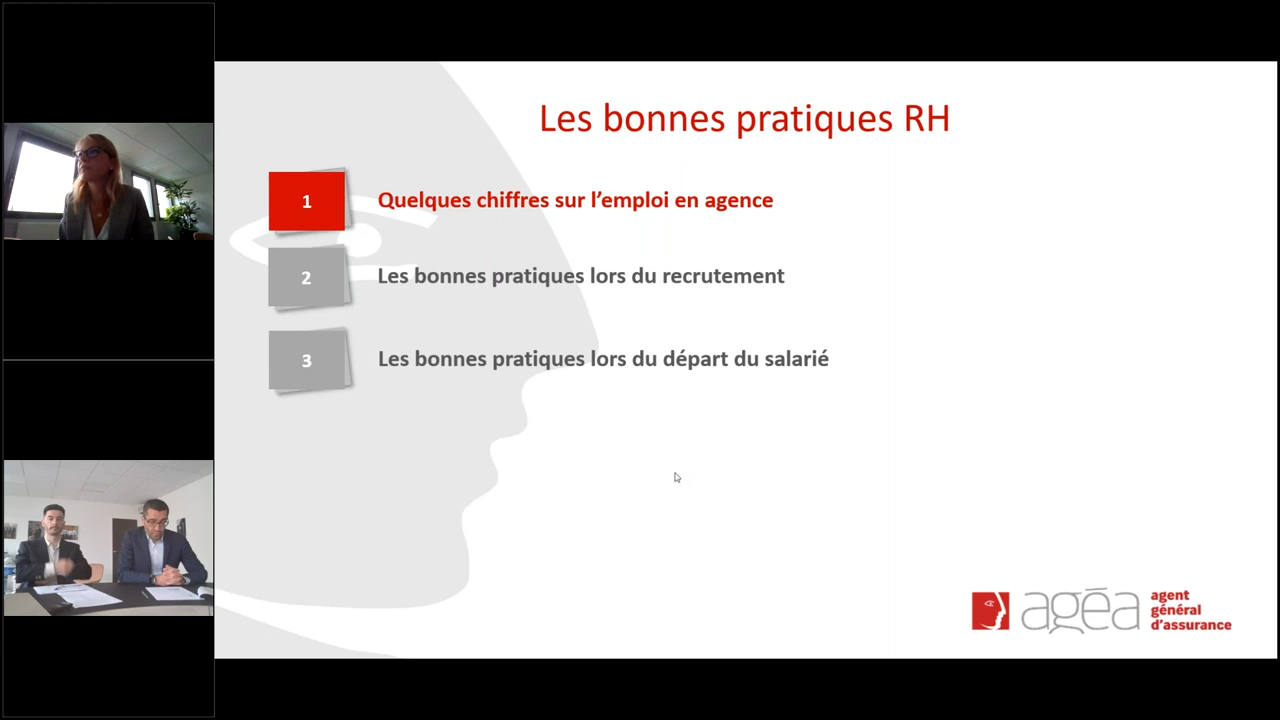 Les bonnes pratiques RH
1
Quelques chiffres sur l’emploi en agence
2
Les bonnes pratiques lors du recrutement
3
Les bonnes pratiques lors du départ du salarié
agéa
agent
général
d’assurance